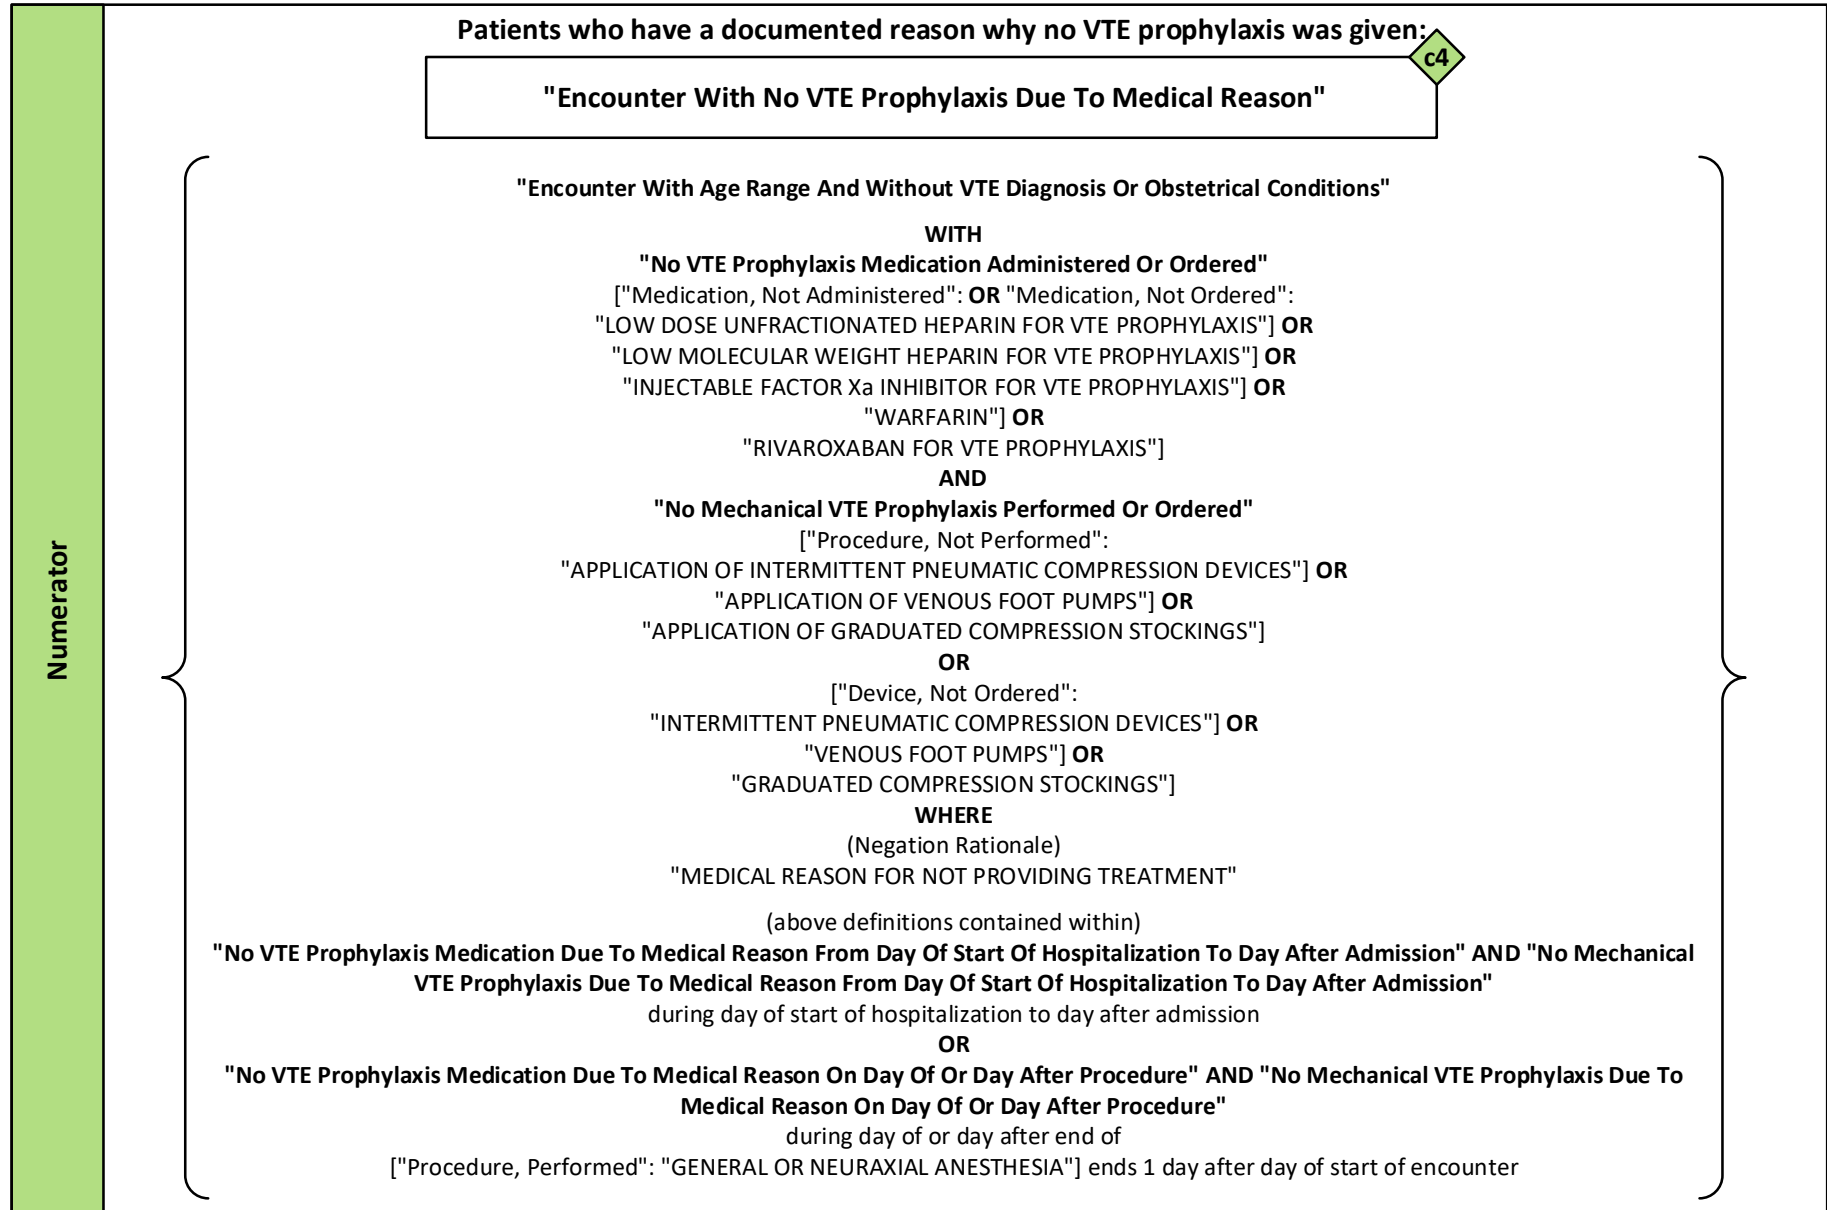 Numerator
Patients who have a documented reason why no VTE prophylaxis was given:
c4
"Encounter With No VTE Prophylaxis Due To Medical Reason"
"Encounter With Age Range And Without VTE Diagnosis Or Obstetrical Conditions"
WITH
"No VTE Prophylaxis Medication Administered Or Ordered"
["Medication, Not Administered": OR "Medication, Not Ordered":
"LOW DOSE UNFRACTIONATED HEPARIN FOR VTE PROPHYLAXIS"] OR
"LOW MOLECULAR WEIGHT HEPARIN FOR VTE PROPHYLAXIS"] OR
"INJECTABLE FACTOR Xa INHIBITOR FOR VTE PROPHYLAXIS"] OR
"WARFARIN"] OR
"RIVAROXABAN FOR VTE PROPHYLAXIS"]
AND
"No Mechanical VTE Prophylaxis Performed Or Ordered"
["Procedure, Not Performed":
"APPLICATION OF INTERMITTENT PNEUMATIC COMPRESSION DEVICES"] OR
"APPLICATION OF VENOUS FOOT PUMPS"] OR
"APPLICATION OF GRADUATED COMPRESSION STOCKINGS"]
OR
["Device, Not Ordered":
"INTERMITTENT PNEUMATIC COMPRESSION DEVICES"] OR
"VENOUS FOOT PUMPS"] OR
"GRADUATED COMPRESSION STOCKINGS"]
WHERE
(Negation Rationale)
"MEDICAL REASON FOR NOT PROVIDING TREATMENT"
(above definitions contained within)
"No VTE Prophylaxis Medication Due To Medical Reason From Day Of Start Of Hospitalization To Day After Admission" AND "No Mechanical
VTE Prophylaxis Due To Medical Reason From Day Of Start Of Hospitalization To Day After Admission"
during day of start of hospitalization to day after admission
OR
"No VTE Prophylaxis Medication Due To Medical Reason On Day Of Or Day After Procedure" AND "No Mechanical VTE Prophylaxis Due To
Medical Reason On Day Of Or Day After Procedure"
during day of or day after end of
["Procedure, Performed": "GENERAL OR NEURAXIAL ANESTHESIA"] ends 1 day after day of start of encounter